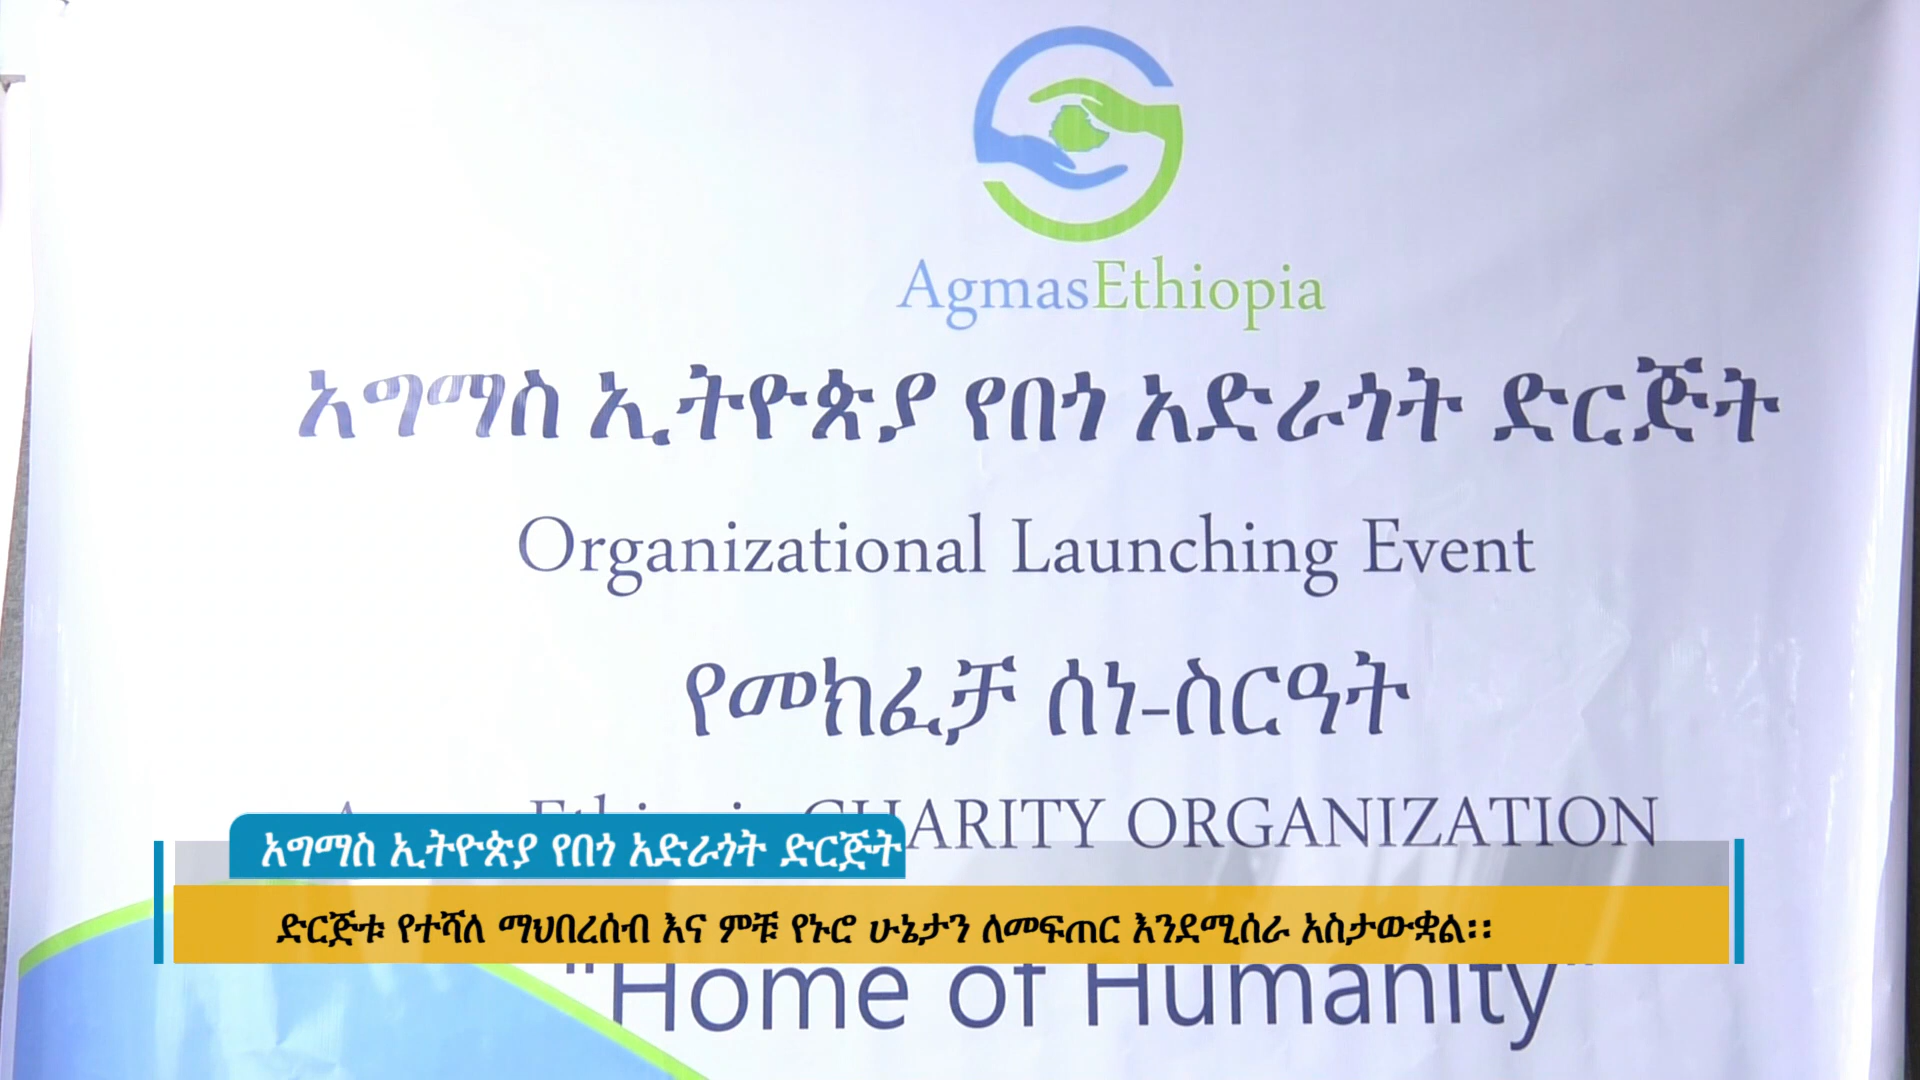 AgmasEthiopia
አግማስ ኢትዮጵያ የበጎ አድራጎት ድርጅት
Organizational Launching Event
የመክፈቻ ሰነ-ስርዓት
CHARITY ORGANIZATION
አግማስ ኢትዮጵያ የበጎ አድራጎት ድርጅት
ድርጅቱ የተሻለ ማህበረሰብ እና ምቹ የኑሮ ሁኔታን ለመፍጠር እንደሚሰራ አስታውቋል፡፡
"Home of Humanity"